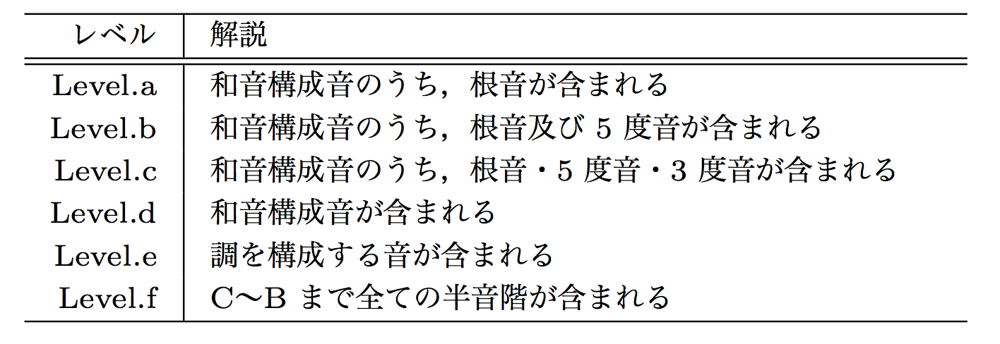 レベル 解説
Level.a 和音構成音のうち，根音が含まれる
Level.b 和音構成音のうち，根音及び 5 度音が含まれる
Level.c 和音構成音のうち，根音・5 度音・3 度音が含まれる
Level.d 和音構成音が含まれる
Level.e 調を構成する音が含まれる
Level.f C〜B まで全ての半音階が含まれる